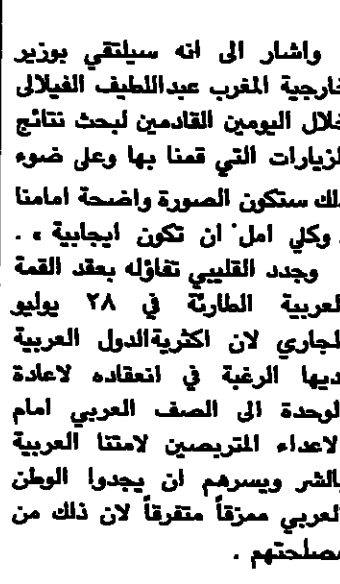 واشار الى انه سيلتقي بوزير
خارجية المغرب عبداللطيف الفيلالى
خلال اليومين القادمين لبحث نتائج
الزيارات التي قمنا بها وعلى ضوء
ذلك ستكون الصورة واضحة امامنا
. وكلي امل ان تكون ايجابية » .
وجدد القليبي تفاؤله بعقد القمة
العربية الطارئة في ٢٨ يوليو
الجاري لان اكثريةالدول العربية
لديها الرغبة في انعقاده لاعادة
الوحدة الى الصف العربي امام
الاعداء المتربصين لامتنا العربية
بالشر ويسرهم ان يجدوا الوطن
العربي ممزقاً متفرقاً لان ذلك من
مصلحتهم .